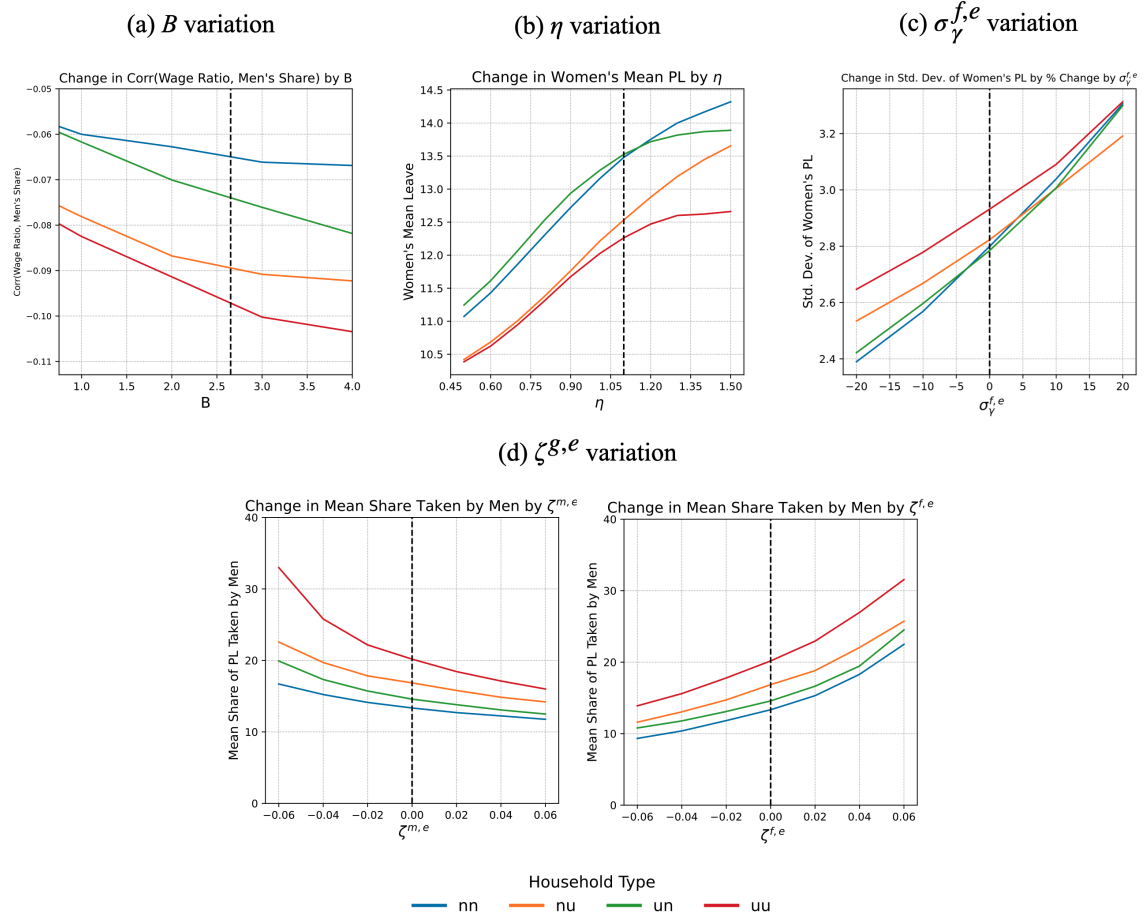 (a) B variation
(b) η variation
(c) σ_γ^{f,e} variation
Change in Corr(Wage Ratio, Men's Share) by B
Corr(Wage Ratio, Men's Share)
−0.05
−0.06
−0.07
−0.08
−0.09
−0.10
−0.11
1.0 1.5 2.0 2.5 3.0 3.5 4.0
B
Change in Women's Mean PL by η
Women's Mean Leave
14.5
14.0
13.5
13.0
12.5
12.0
11.5
11.0
10.5
0.45 0.60 0.75 0.90 1.05 1.20 1.35 1.50
η
Change in Std. Dev. of Women's PL by % Change by σ_γ^{f,e}
Std. Dev. of Women's PL
3.2
3.0
2.8
2.6
2.4
−20 −15 −10 −5 0 5 10 15 20
σ_γ^{f,e}
(d) ζ^{g,e} variation
Change in Mean Share Taken by Men by ζ^{m,e}
Mean Share of PL Taken by Men
40
30
20
10
0
−0.06 −0.04 −0.02 0.00 0.02 0.04 0.06
ζ^{m,e}
Change in Mean Share Taken by Men by ζ^{f,e}
Mean Share of PL Taken by Men
40
30
20
10
0
−0.06 −0.04 −0.02 0.00 0.02 0.04 0.06
ζ^{f,e}
Household Type
nn nu un uu